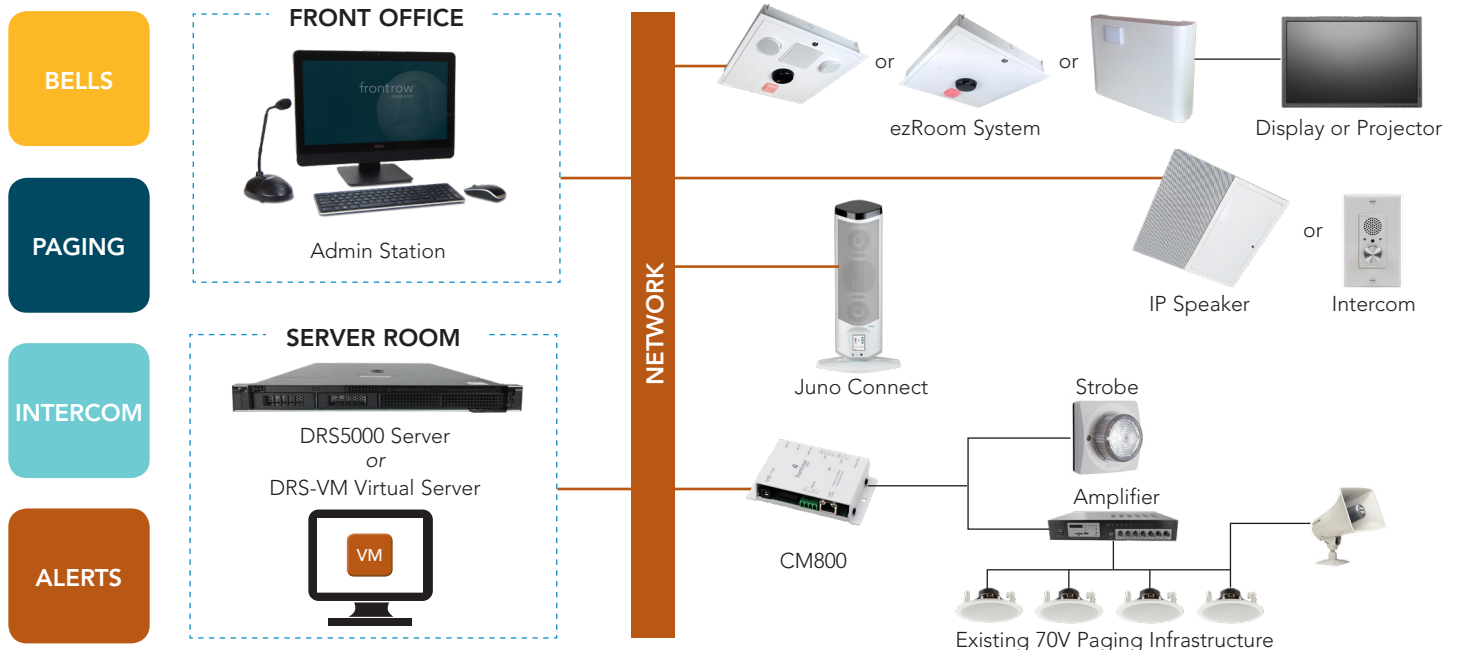 BELLS
PAGING
INTERCOM
ALERTS
FRONT OFFICE
frontrow
Admin Station
SERVER ROOM
DRS5000 Server
or
DRS-VM Virtual Server
VM
NETWORK
or
or
ezRoom System
Display or Projector
or
IP Speaker
Intercom
Juno Connect
Strobe
frontrow
CM800
Amplifier
Existing 70V Paging Infrastructure